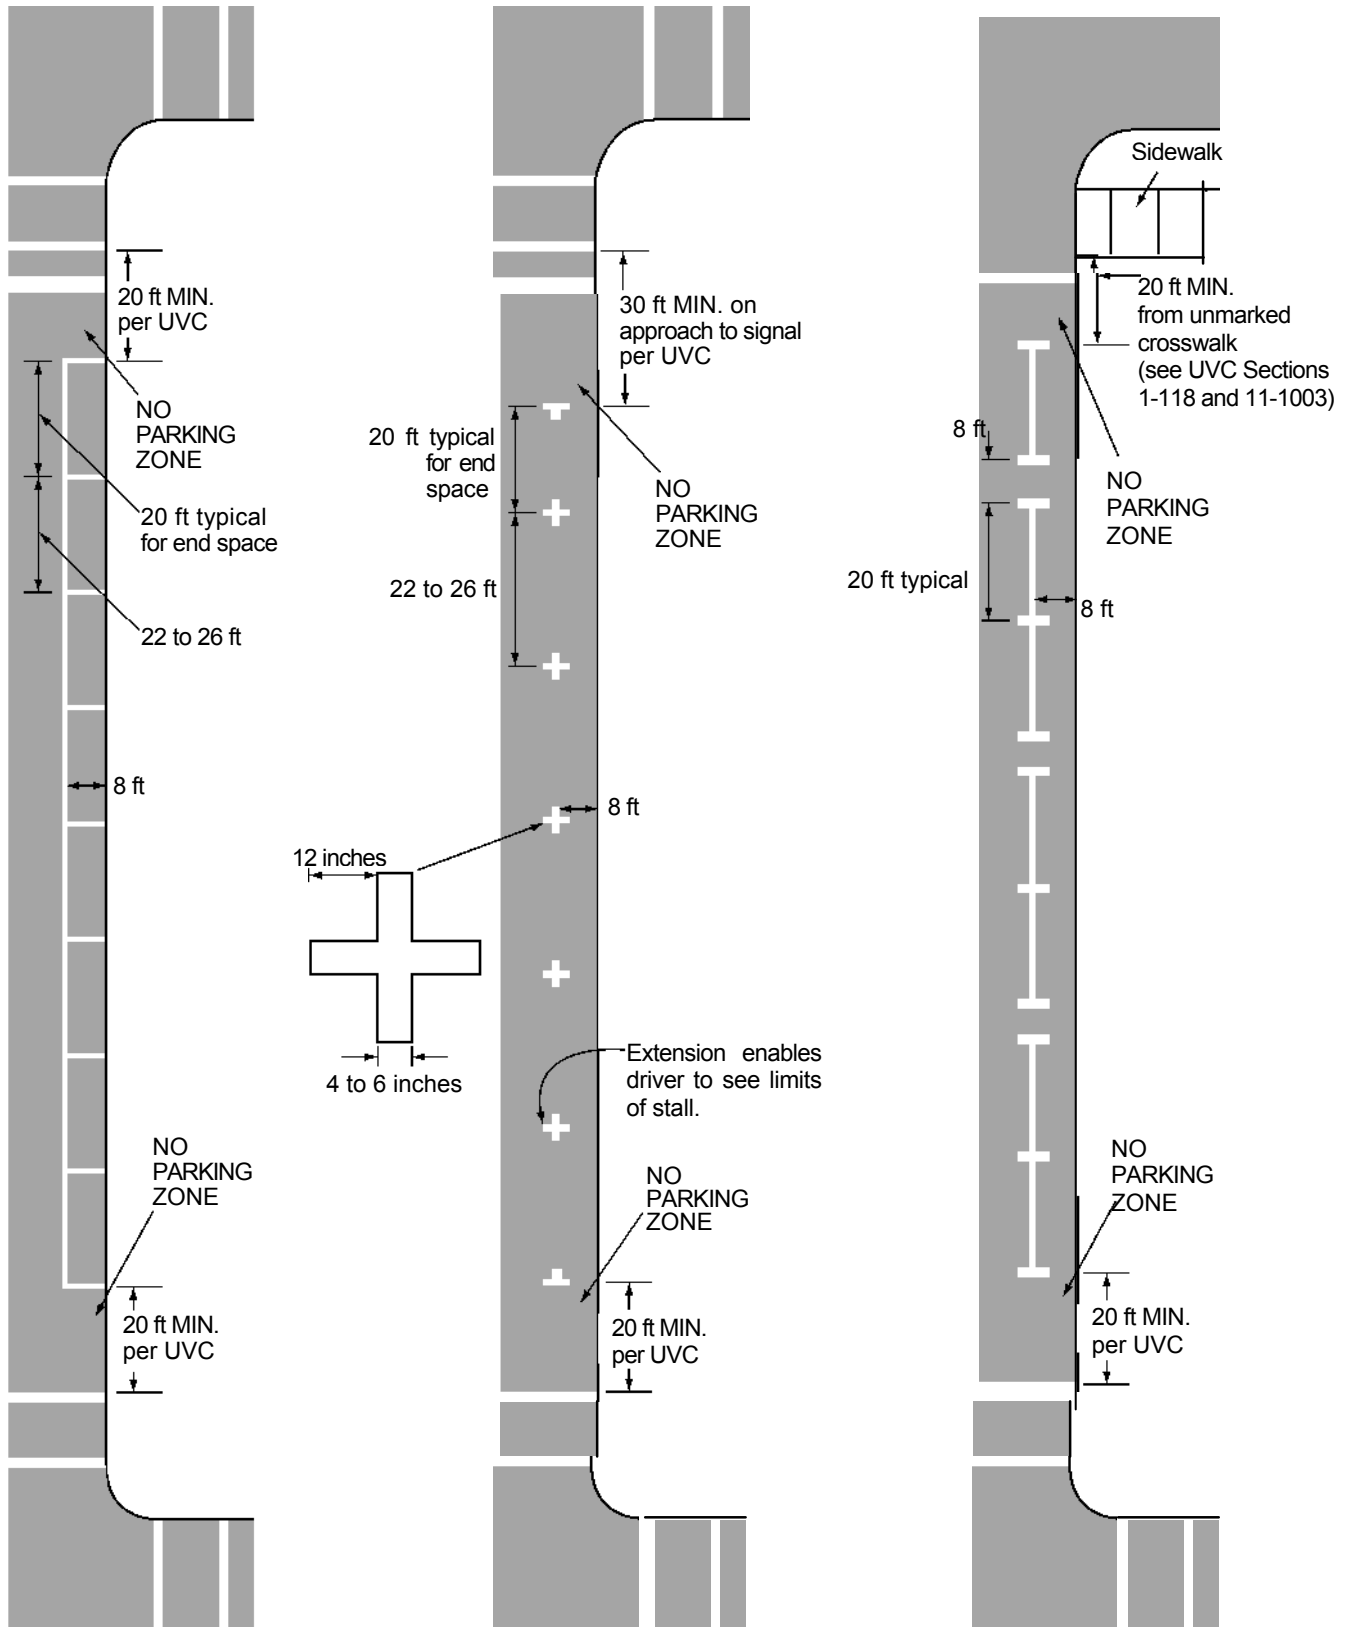 20 ft MIN.
per UVC
NO
PARKING
ZONE
20 ft typical
for end space
22 to 26 ft
8 ft
NO
PARKING
ZONE
20 ft MIN.
per UVC
30 ft MIN. on
approach to signal
per UVC
20 ft typical
for end
space
NO
PARKING
ZONE
22 to 26 ft
8 ft
12 inches
4 to 6 inches
Extension enables
driver to see limits
of stall.
NO
PARKING
ZONE
20 ft MIN.
per UVC
Sidewalk
20 ft MIN.
from unmarked
crosswalk
(see UVC Sections
1-118 and 11-1003)
8 ft
NO
PARKING
ZONE
20 ft typical
8 ft
NO
PARKING
ZONE
20 ft MIN.
per UVC